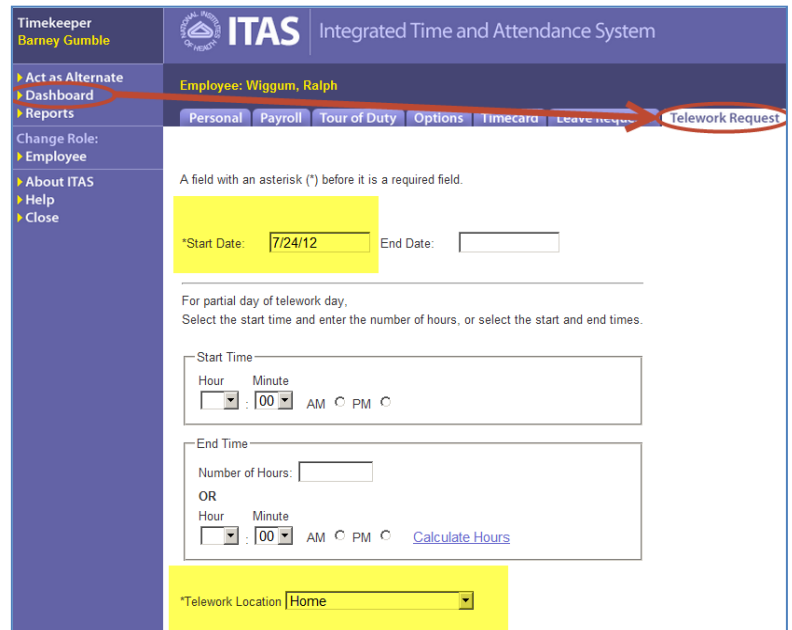 Timekeeper
Barney Gumble
NATIONAL INSTITUTES OF HEALTH
ITAS
Integrated Time and Attendance System
Act as Alternate
Dashboard
Reports
Change Role:
Employee
About ITAS
Help
Close
Employee: Wiggum, Ralph
Personal Payroll Tour of Duty Options Timecard Leave Telework Request
A field with an asterisk (*) before it is a required field.
*Start Date: 7/24/12 End Date:
For partial day of telework day,
Select the start time and enter the number of hours, or select the start and end times.
Start Time
Hour Minute
: 00 AM PM
End Time
Number of Hours:
OR
Hour Minute
: 00 AM PM Calculate Hours
*Telework Location Home